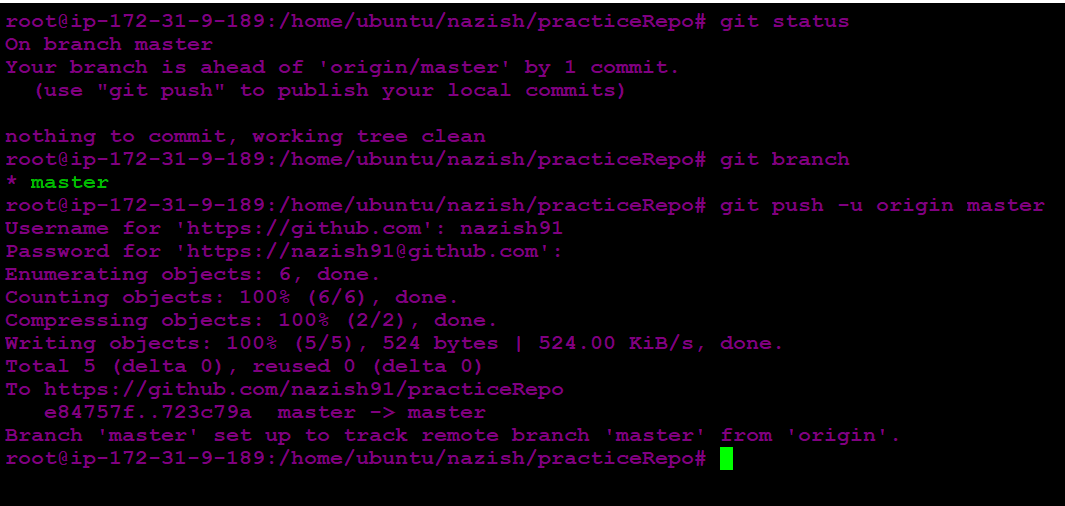 root@ip-172-31-9-189:/home/ubuntu/nazish/practiceRepo# git status
On branch master
Your branch is ahead of 'origin/master' by 1 commit.
  (use "git push" to publish your local commits)

nothing to commit, working tree clean
root@ip-172-31-9-189:/home/ubuntu/nazish/practiceRepo# git branch
* master
root@ip-172-31-9-189:/home/ubuntu/nazish/practiceRepo# git push -u origin master
Username for 'https://github.com': nazish91
Password for 'https://nazish91@github.com':
Enumerating objects: 6, done.
Counting objects: 100% (6/6), done.
Compressing objects: 100% (2/2), done.
Writing objects: 100% (5/5), 524 bytes | 524.00 KiB/s, done.
Total 5 (delta 0), reused 0 (delta 0)
To https://github.com/nazish91/practiceRepo
   e84757f..723c79a  master -> master
Branch 'master' set up to track remote branch 'master' from 'origin'.
root@ip-172-31-9-189:/home/ubuntu/nazish/practiceRepo#